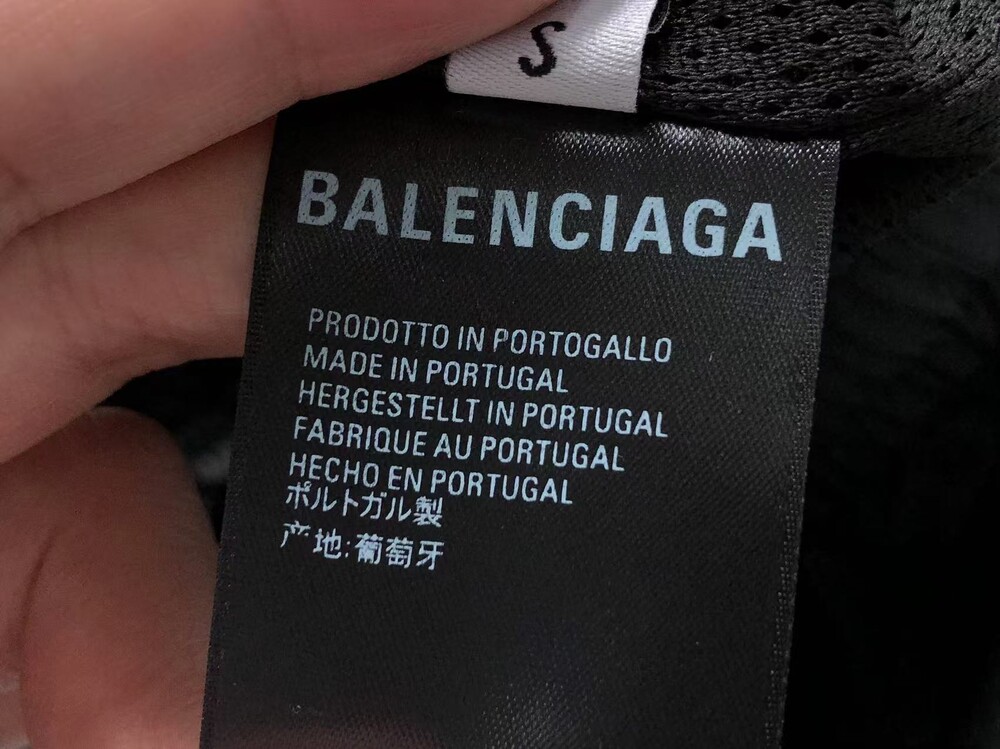 S
BALENCIAGA
PRODOTTO IN PORTOGALLO
MADE IN PORTUGAL
HERGESTELLT IN PORTUGAL
FABRIQUE AU PORTUGAL
HECHO EN PORTUGAL
ポルトガル製
产地:葡萄牙